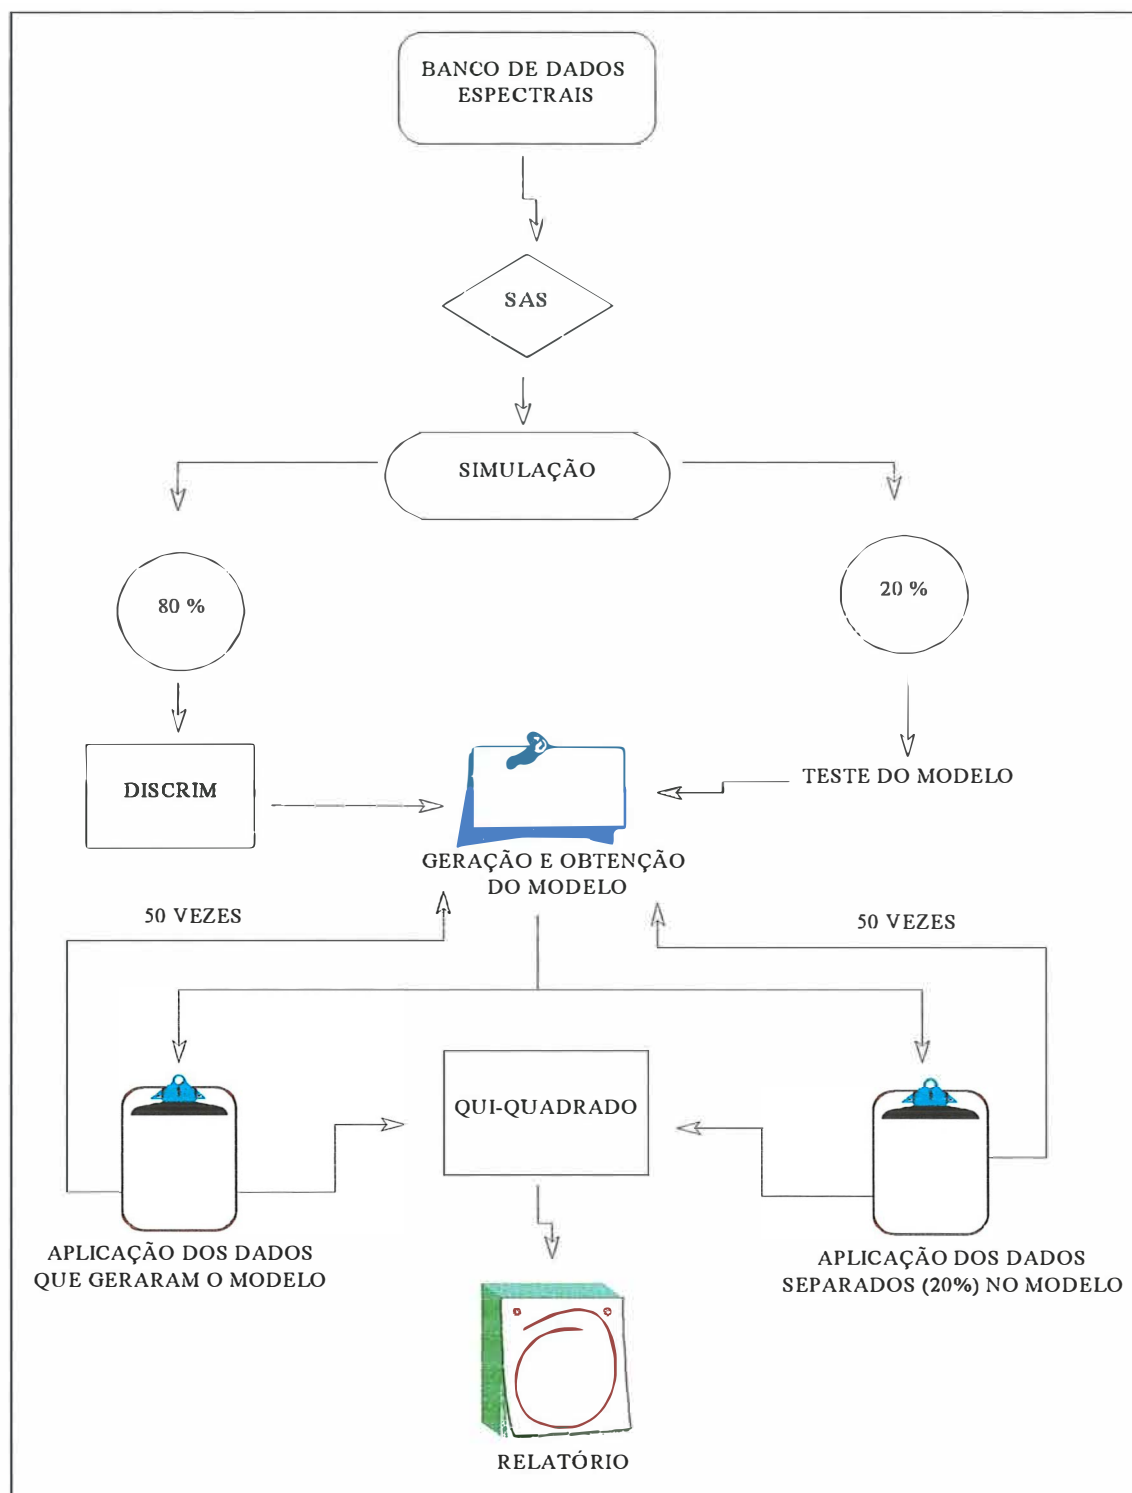 BANCO DE DADOS
ESPECTRAIS
SAS
SIMULAÇÃO
80 %
20 %
DISCRIM
TESTE DO MODELO
GERAÇÃO E OBTENÇÃO
DO MODELO
50 VEZES
50 VEZES
QUI-QUADRADO
APLICAÇÃO DOS DADOS
QUE GERARAM O MODELO
APLICAÇÃO DOS DADOS
SEPARADOS (20%) NO MODELO
RELATÓRIO